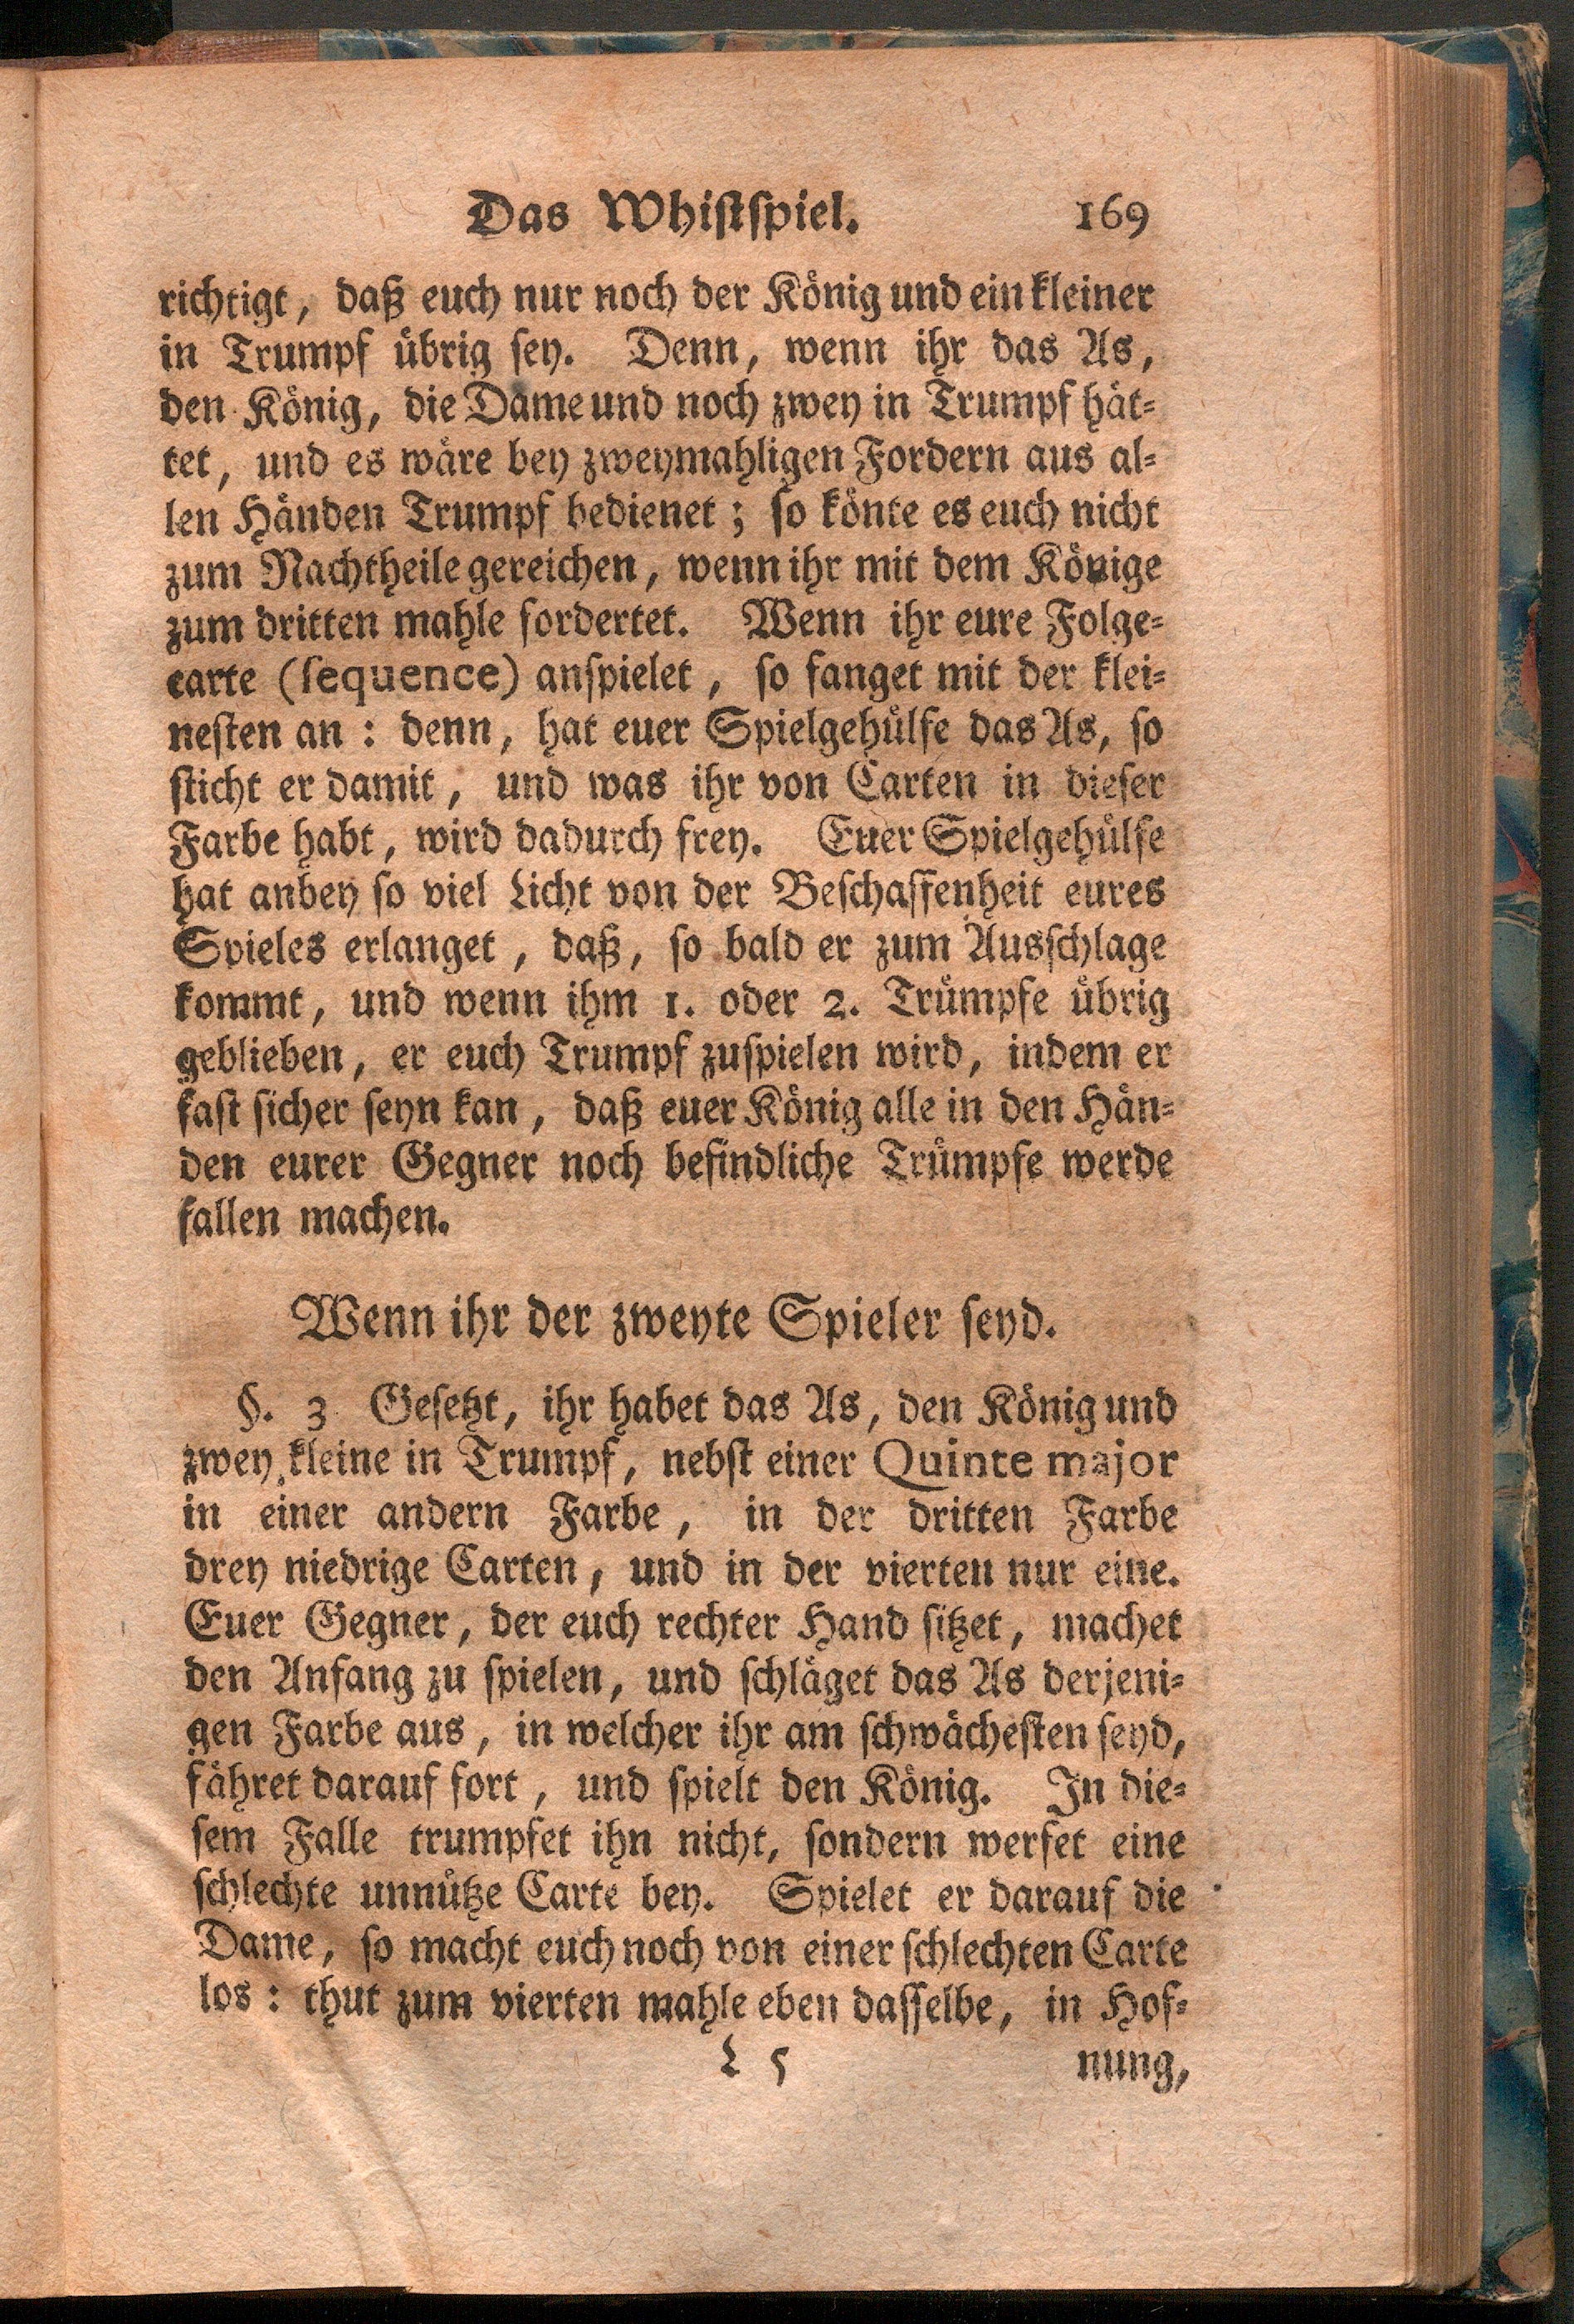 Das Whistspiel. 169
richtigt, daß euch nur noch der König und ein kleiner
in Trumpf übrig sey. Denn, wenn ihr das As,
den König, die Dame und noch zwey in Trumpf hät-
tet, und es wäre bey zweymahligen Fordern aus al-
len Händen Trumpf bedienet; so könte es euch nicht
zum Nachtheile gereichen, wenn ihr mit dem Könige
zum dritten mahle fordertet. Wenn ihr eure Folge-
carte (sequence) anspielet, so fanget mit der klei-
nesten an: denn, hat euer Spielgehülfe das As, so
sticht er damit, und was ihr von Carten in dieser
Farbe habt, wird dadurch frey. Euer Spielgehülfe
hat anbey so viel Licht von der Beschaffenheit eures
Spieles erlanget, daß, so bald er zum Ausschlage
kommt, und wenn ihm 1. oder 2. Trümpfe übrig
geblieben, er euch Trumpf zuspielen wird, indem er
fast sicher seyn kan, daß euer König alle in den Hän-
den eurer Gegner noch befindliche Trümpfe werde
fallen machen.
Wenn ihr der zweyte Spieler seyd.
§. 3 Gesetzt, ihr habet das As, den König und
zwey kleine in Trumpf, nebst einer Quinte major
in einer andern Farbe, in der dritten Farbe
drey niedrige Carten, und in der vierten nur eine.
Euer Gegner, der euch rechter Hand sitzet, machet
den Anfang zu spielen, und schläget das As derjeni-
gen Farbe aus, in welcher ihr am schwächesten seyd,
fähret darauf fort, und spielt den König. In die-
sem Falle trumpfet ihn nicht, sondern werfet eine
schlechte unnütze Carte bey. Spielet er darauf die
Dame, so macht euch noch von einer schlechten Carte
los: thut zum vierten mahle eben dasselbe, in Hof-
L 5 nung,